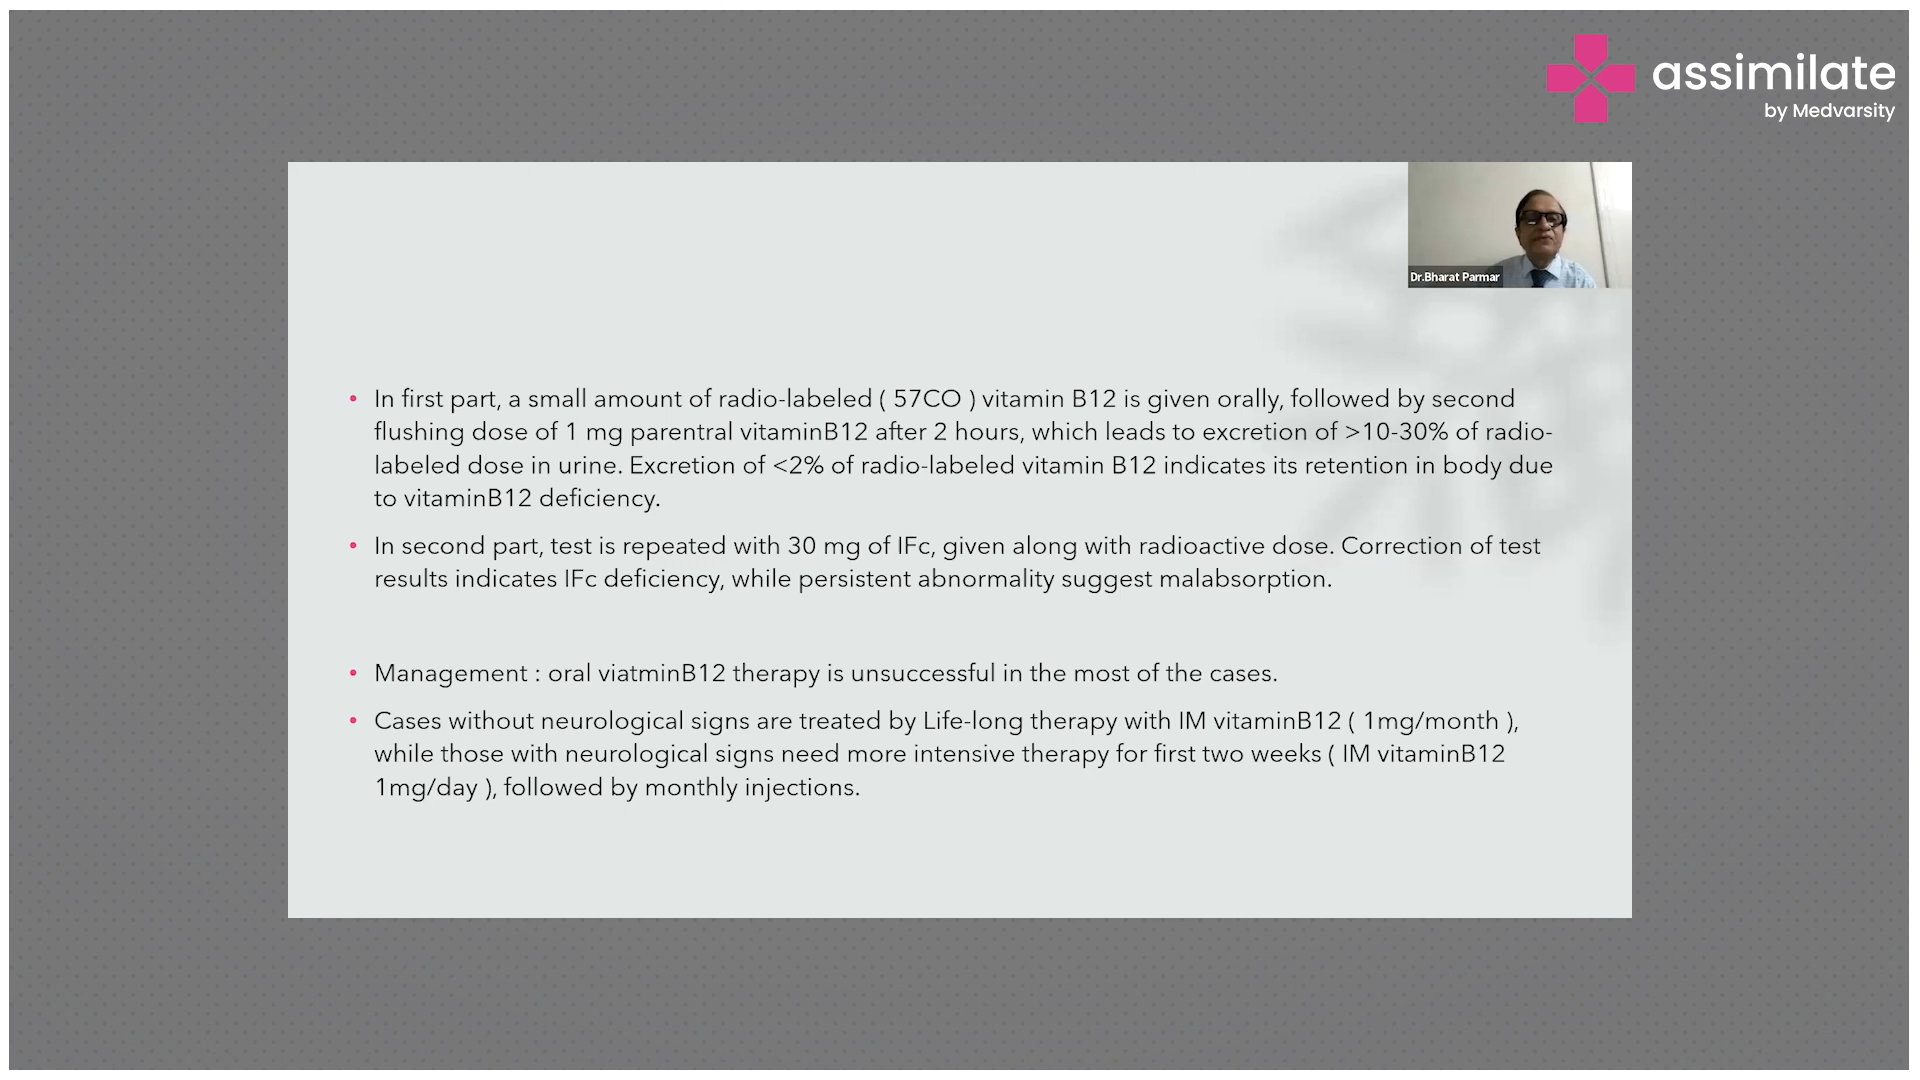 assimilate
by Medvarsity
Dr.Bharat Parmar
• In first part, a small amount of radio-labeled ( 57CO ) vitamin B12 is given orally, followed by second
flushing dose of 1 mg parentral vitaminB12 after 2 hours, which leads to excretion of >10-30% of radio-
labeled dose in urine. Excretion of <2% of radio-labeled vitamin B12 indicates its retention in body due
to vitaminB12 deficiency.
• In second part, test is repeated with 30 mg of IFc, given along with radioactive dose. Correction of test
results indicates IFc deficiency, while persistent abnormality suggest malabsorption.
• Management : oral viatminB12 therapy is unsuccessful in the most of the cases.
• Cases without neurological signs are treated by Life-long therapy with IM vitaminB12 ( 1mg/month ),
while those with neurological signs need more intensive therapy for first two weeks ( IM vitaminB12
1mg/day ), followed by monthly injections.